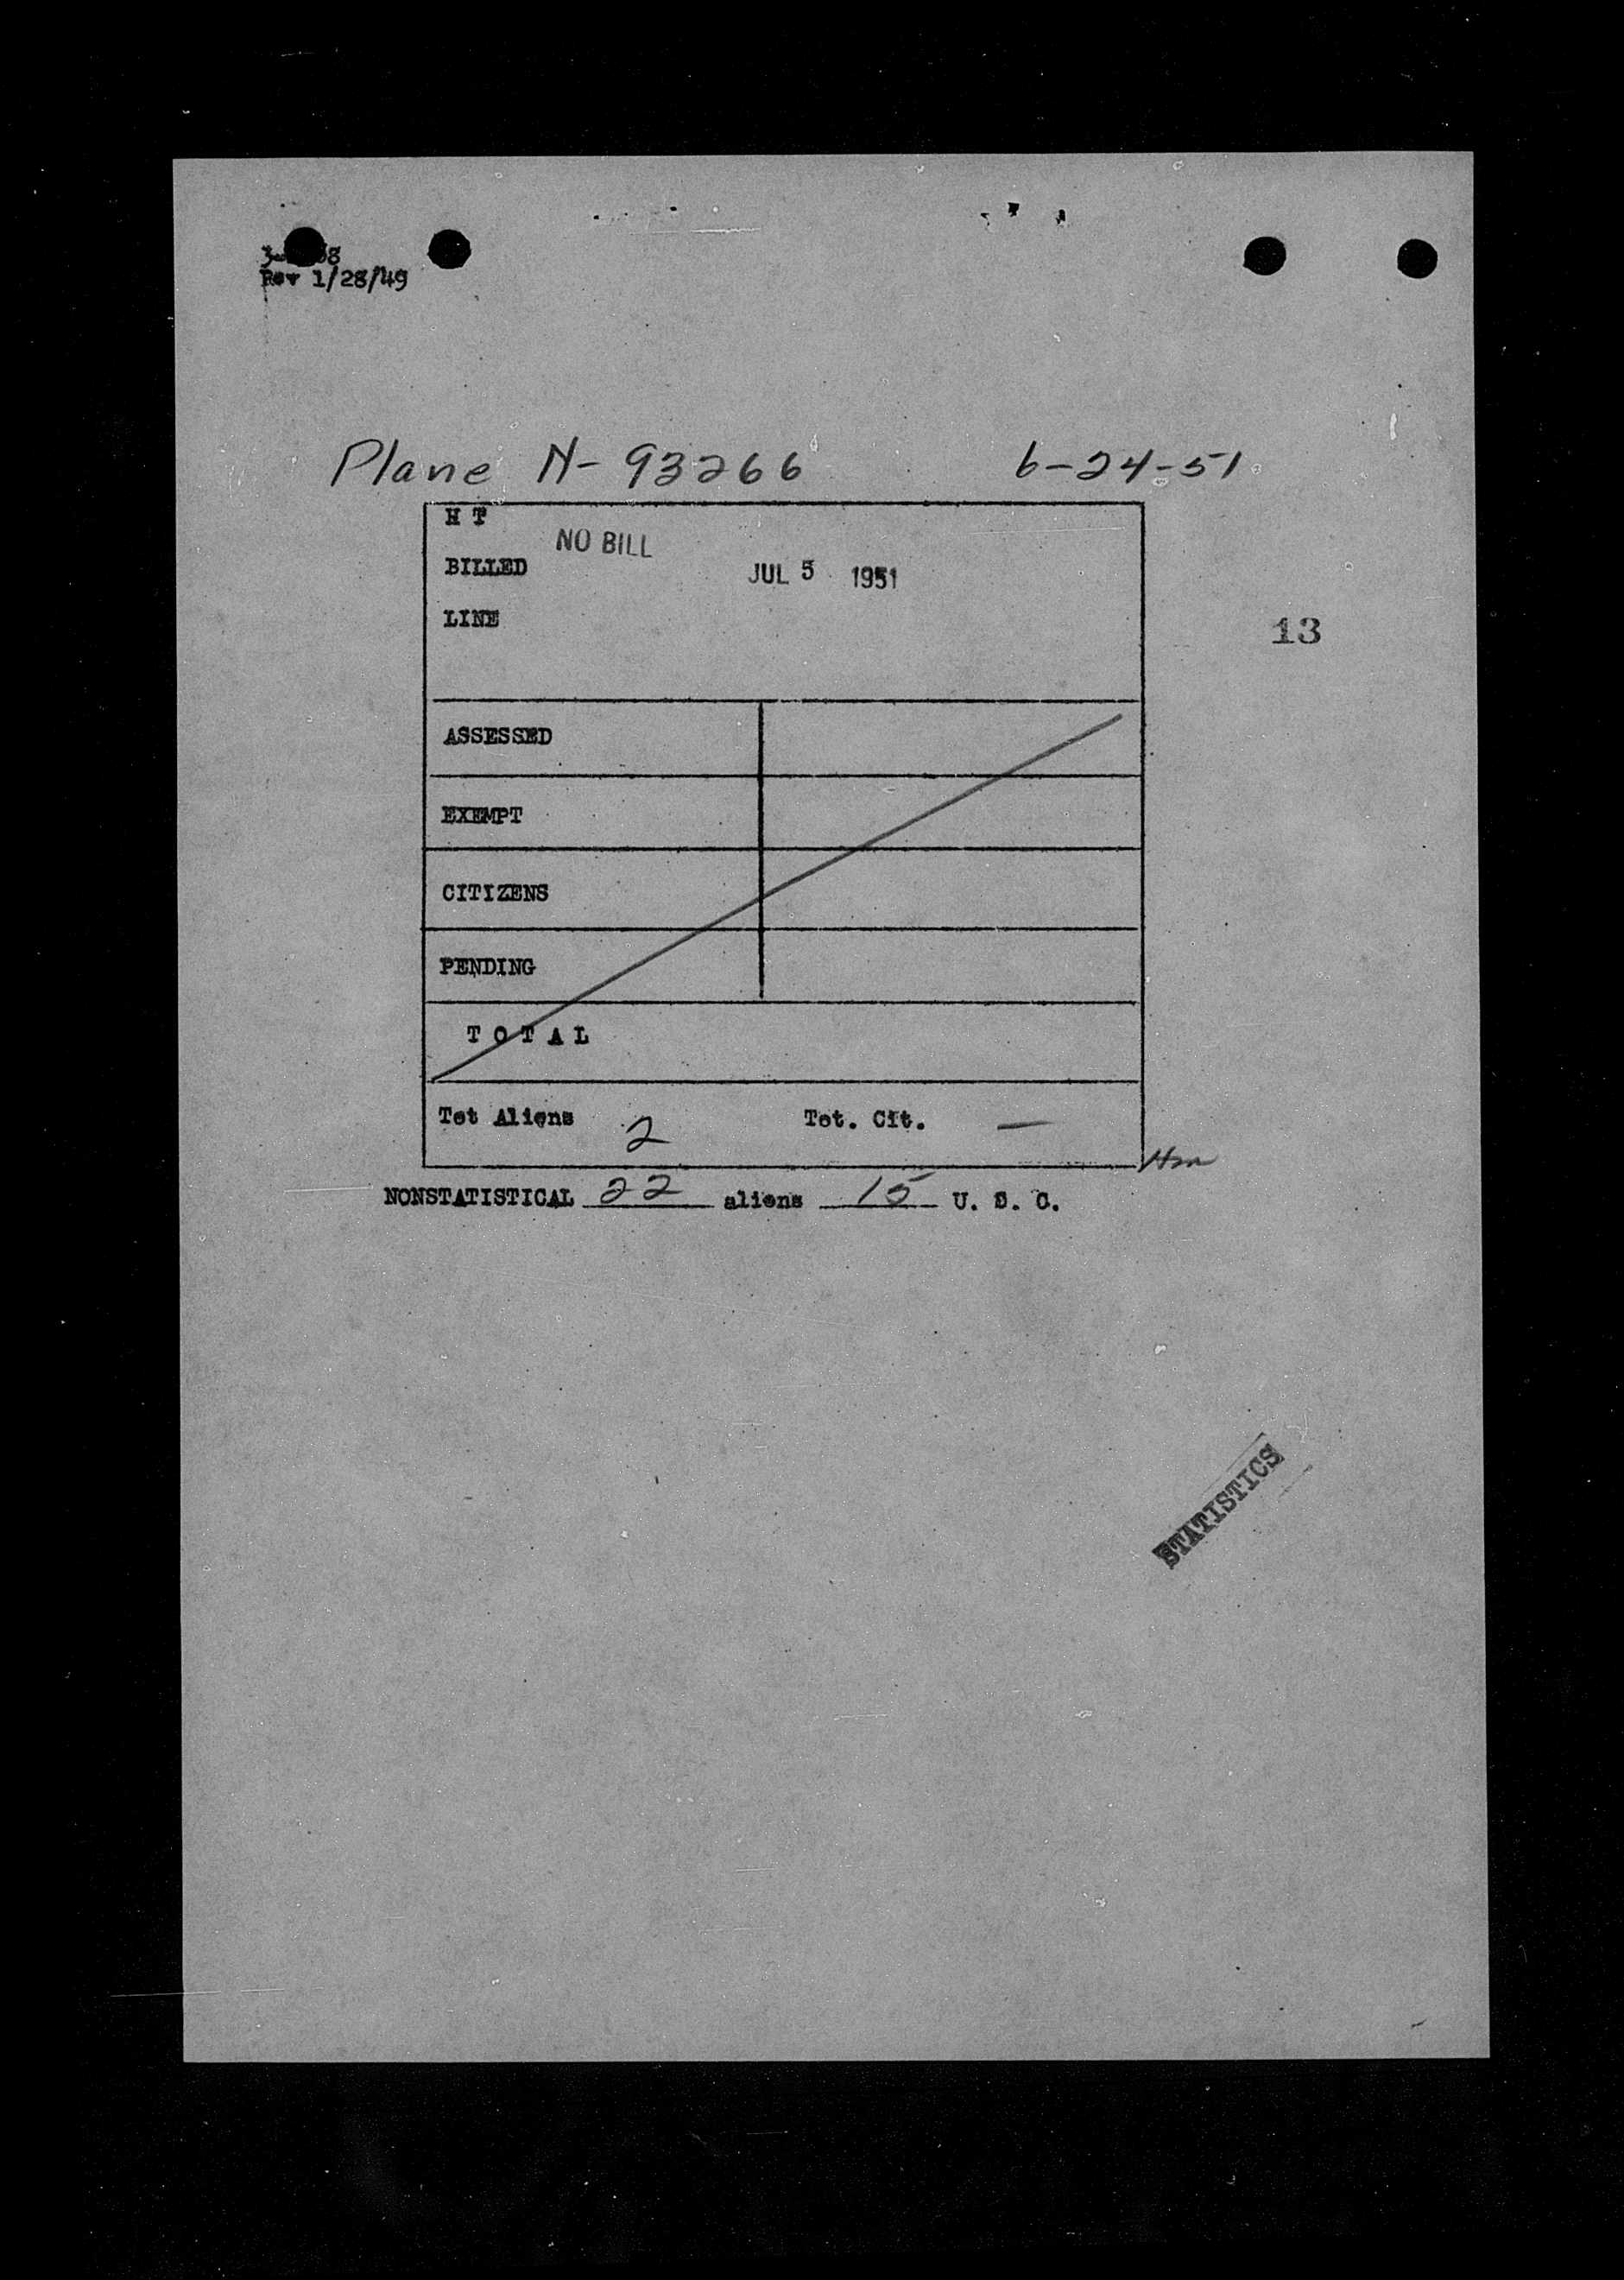 Rev 1/28/49
Plane N-93266 6-24-51
H T
NO BILL
BILLED JUL 5 1951
LINE
13
ASSESSED
EXEMPT
CITIZENS
PENDING
T O T A L
Tot Aliens 2 Tot. Cit. —
NONSTATISTICAL 22 aliens 15 U. S. C.
STATISTICS